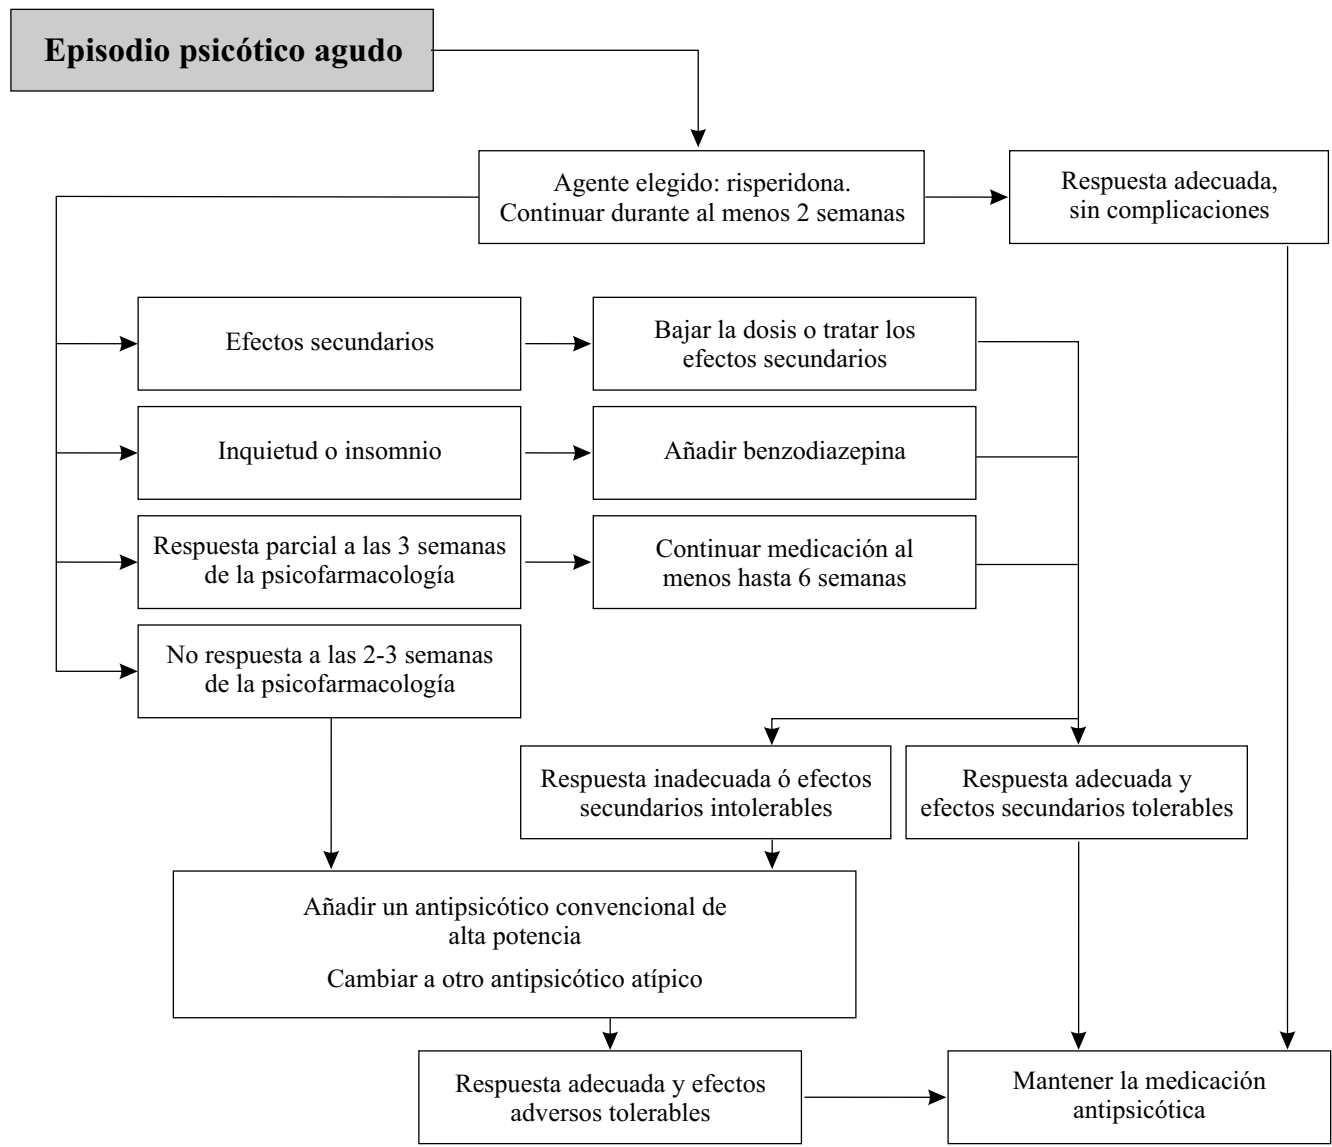 Episodio psicótico agudo
Agente elegido: risperidona.
Continuar durante al menos 2 semanas
Respuesta adecuada,
sin complicaciones
Efectos secundarios
Bajar la dosis o tratar los
efectos secundarios
Inquietud o insomnio
Añadir benzodiazepina
Respuesta parcial a las 3 semanas
de la psicofarmacología
Continuar medicación al
menos hasta 6 semanas
No respuesta a las 2-3 semanas
de la psicofarmacología
Respuesta inadecuada ó efectos
secundarios intolerables
Respuesta adecuada y
efectos secundarios tolerables
Añadir un antipsicótico convencional de
alta potencia
Cambiar a otro antipsicótico atípico
Respuesta adecuada y efectos
adversos tolerables
Mantener la medicación
antipsicótica